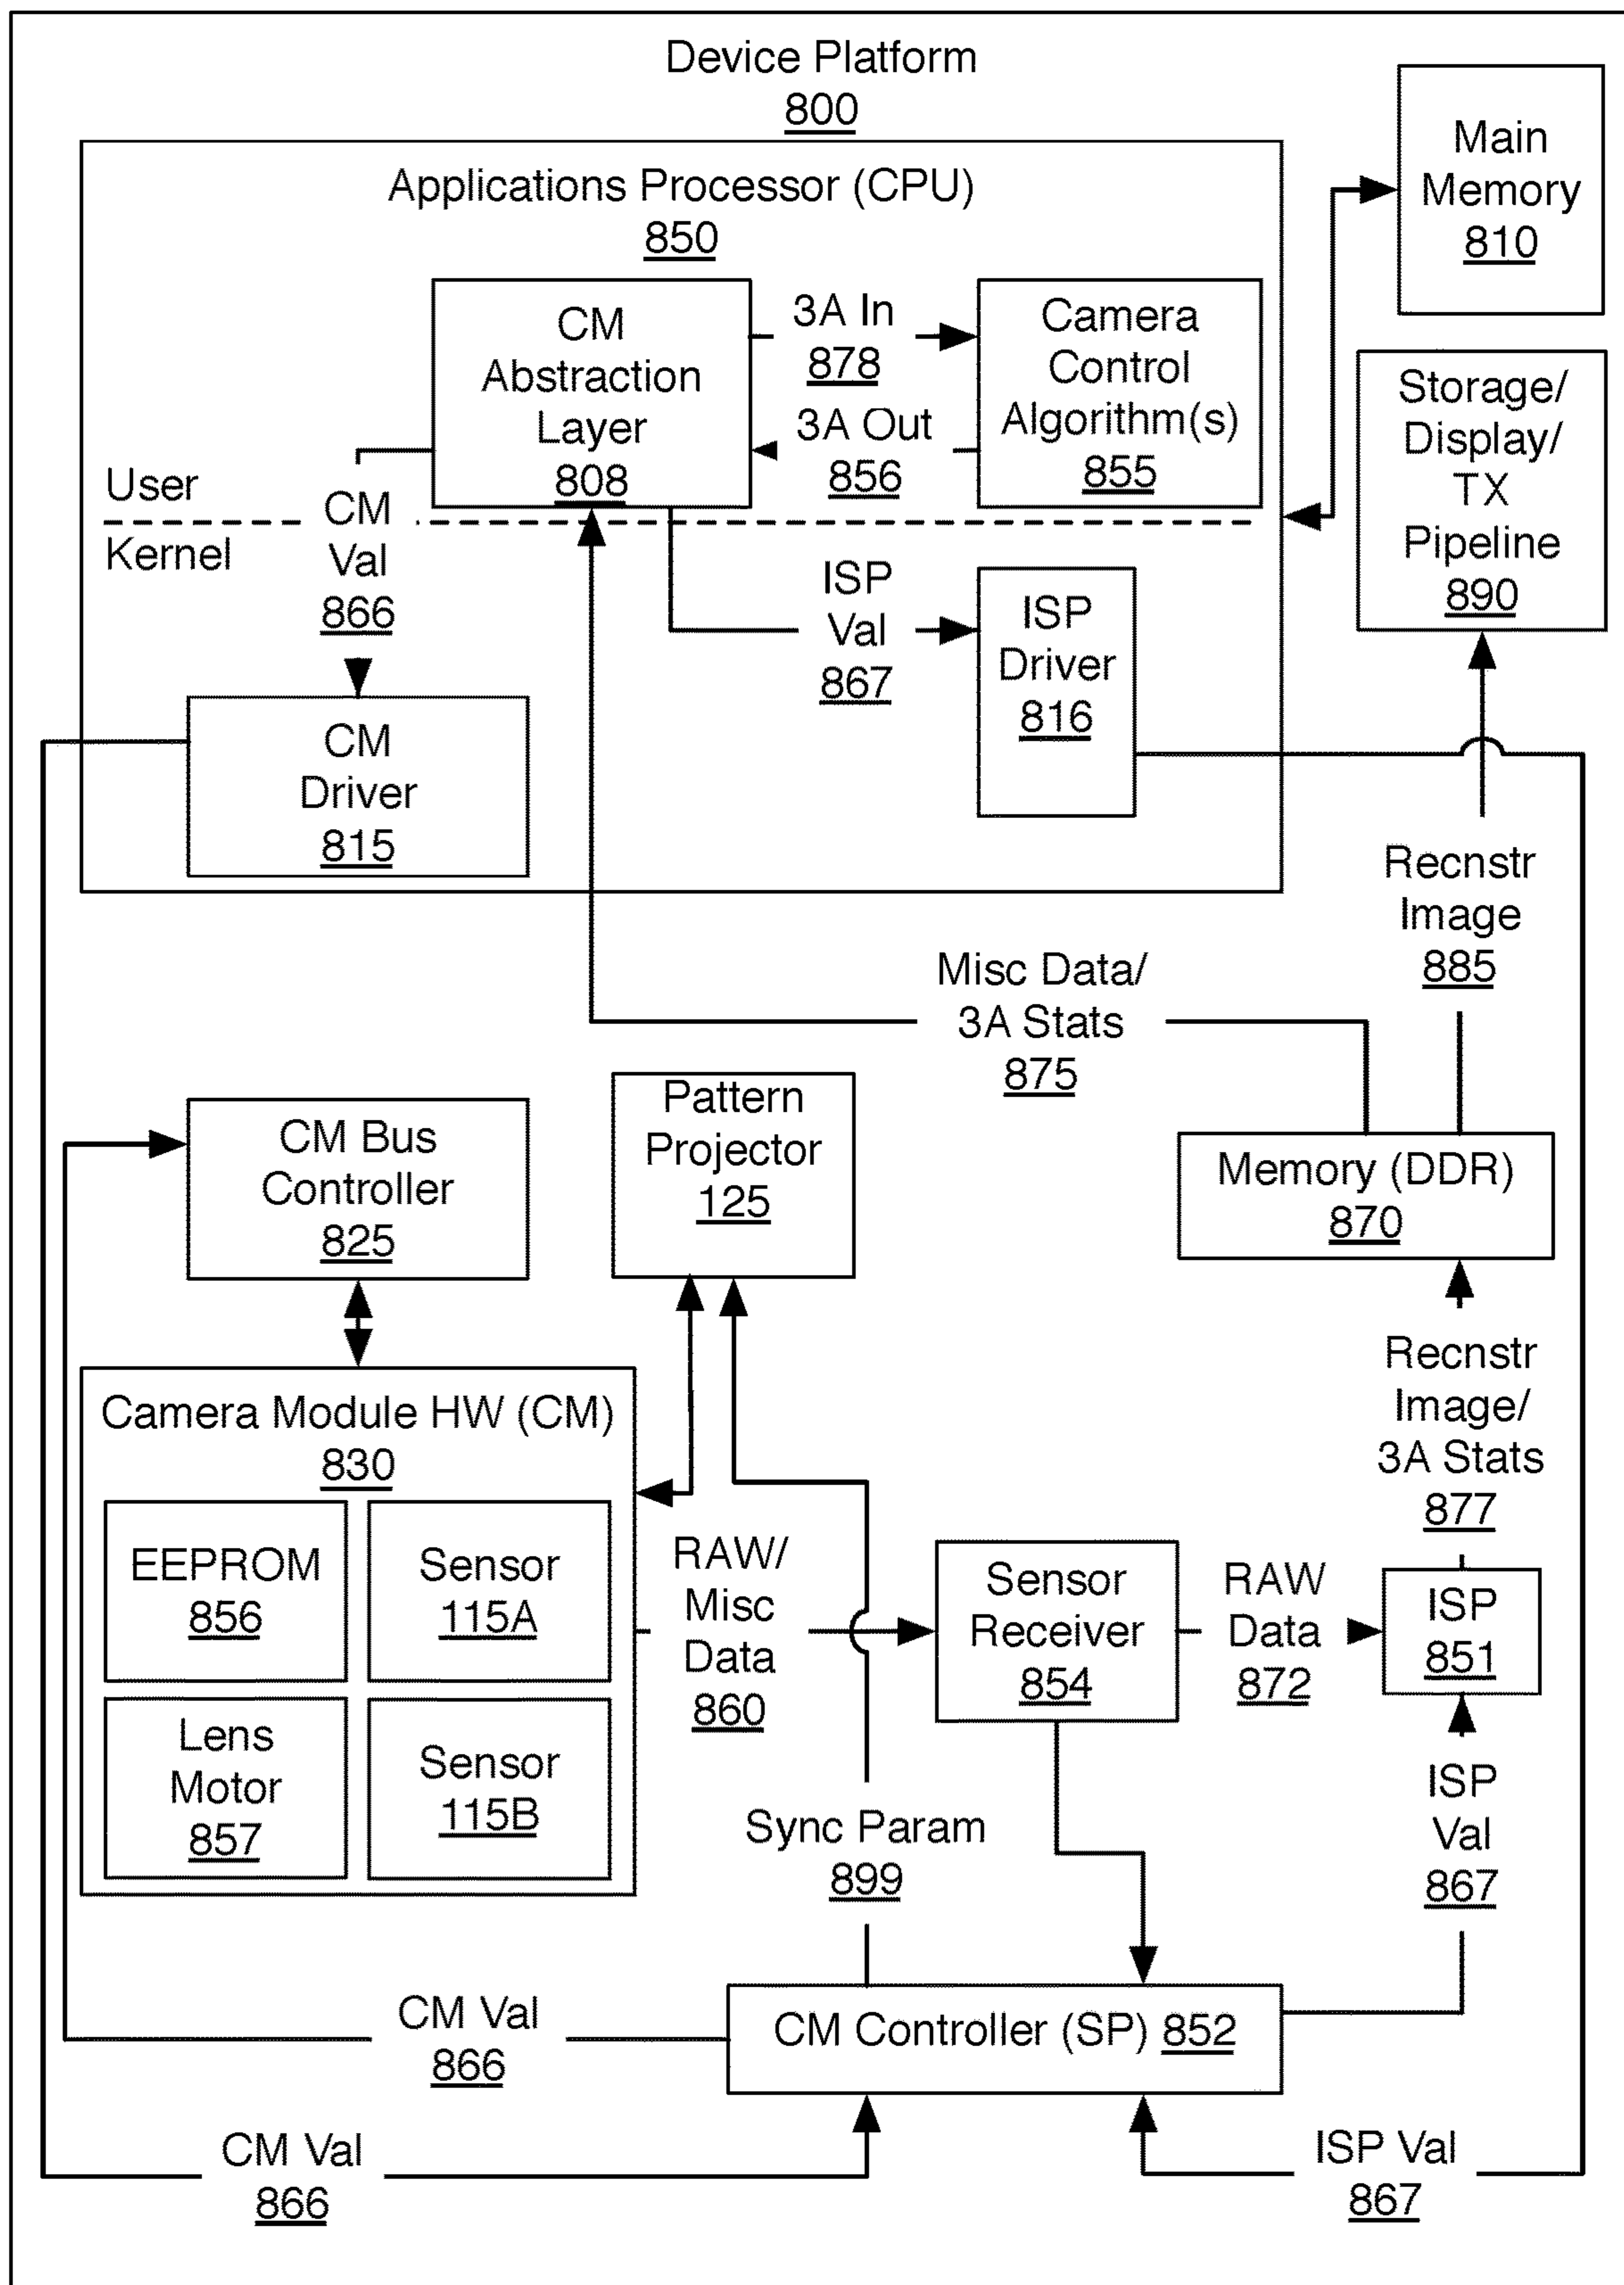 Device Platform
800
Applications Processor (CPU)
850
Main
Memory
810
CM
Abstraction
Layer
808
3A In
878
3A Out
856
Camera
Control
Algorithm(s)
855
Storage/
Display/
TX
Pipeline
890
User
Kernel
CM
Val
866
ISP
Val
867
ISP
Driver
816
CM
Driver
815
Recnstr
Image
885
Misc Data/
3A Stats
875
CM Bus
Controller
825
Pattern
Projector
125
Memory (DDR)
870
Recnstr
Image/
3A Stats
877
Camera Module HW (CM)
830
EEPROM
856
Sensor
115A
Lens
Motor
857
Sensor
115B
RAW/
Misc
Data
860
Sensor
Receiver
854
RAW
Data
872
ISP
851
Sync Param
899
ISP
Val
867
CM Val
866
CM Controller (SP) 852
CM Val
866
ISP Val
867